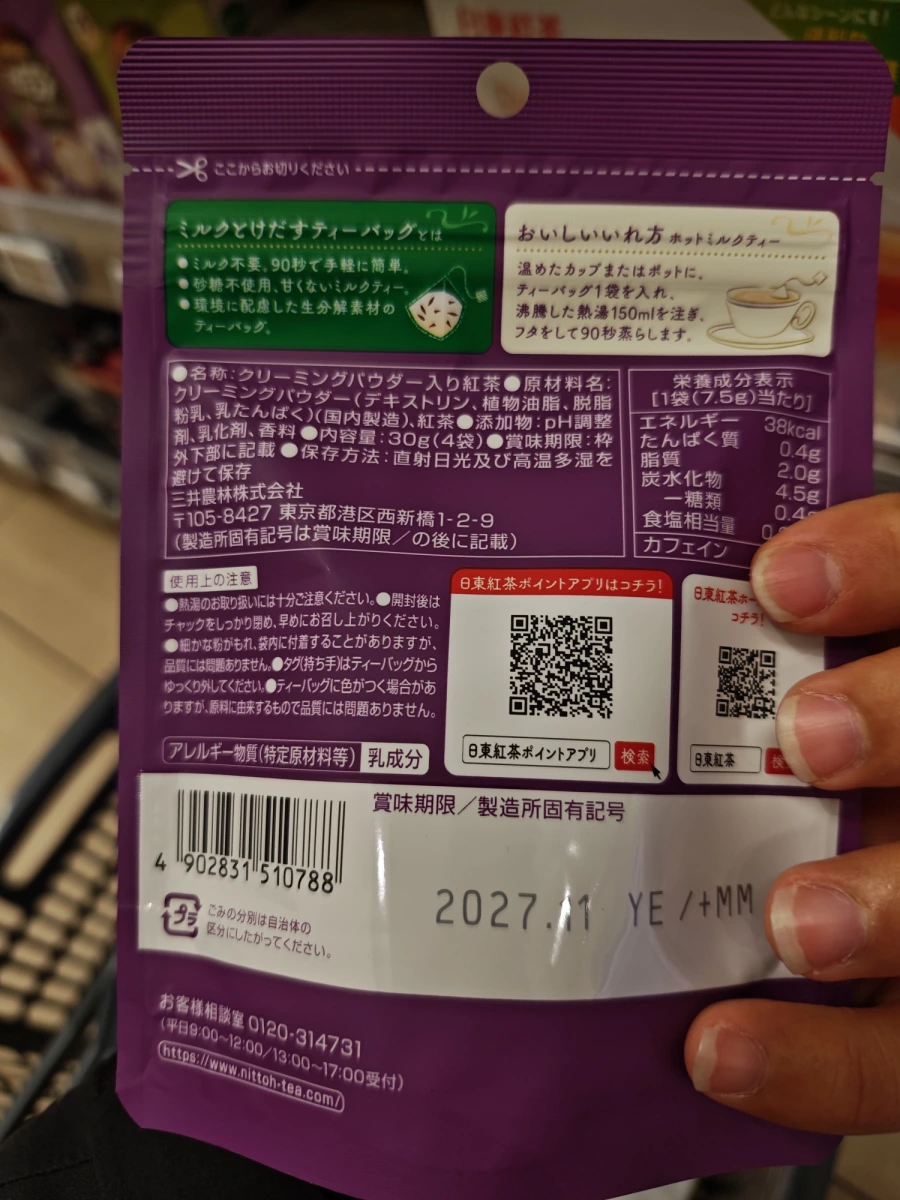 日東紅茶
ここからお切りください
ミルクとけだすティーバッグとは
●ミルク不要。90秒で手軽に簡単。
●砂糖不使用、甘くないミルクティー。
●環境に配慮した生分解素材の
ティーバッグ。
おいしいいれ方 ホットミルクティー
温めたカップまたはポットに、
ティーバッグ1袋を入れ、
沸騰した熱湯150mlを注ぎ、
フタをして90秒蒸らします。
●名称:クリーミングパウダー入り紅茶●原材料名:
クリーミングパウダー(デキストリン、植物油脂、脱脂
粉乳、乳たんぱく)(国内製造)、紅茶●添加物:pH調整
剤、乳化剤、香料●内容量:30g(4袋)●賞味期限:枠
外下部に記載●保存方法:直射日光及び高温多湿を
避けて保存
三井農林株式会社
〒105-8427 東京都港区西新橋1-2-9
(製造所固有記号は賞味期限/の後に記載)
栄養成分表示
[1袋(7.5g)当たり]
エネルギー 38kcal
たんぱく質 0.4g
脂質 2.0g
炭水化物 4.5g
ー糖類
食塩相当量
カフェイン
使用上の注意
●熱湯のお取り扱いには十分ご注意ください。●開封後は
チャックをしっかり閉め、早めにお召し上がりください。
●細かな粉がもれ、袋内に付着することがありますが、
品質には問題ありません。●タグ(持ち手)はティーバッグから
ゆっくり外してください。●ティーバッグに色がつく場合があ
りますが、原料に由来するもので品質には問題ありません。
アレルギー物質(特定原材料等) 乳成分
日東紅茶ポイントアプリはコチラ!
日東紅茶ポイントアプリ 検索
日東紅茶ホー
コチラ!
日東紅茶 検
賞味期限/製造所固有記号
4 902831 510788
2027.11 YE /+MM
プラ
ごみの分別は自治体の
区分にしたがってください。
お客様相談室 0120-314731
(平日9:00~12:00/13:00~17:00受付)
https://www.nittoh-tea.com/